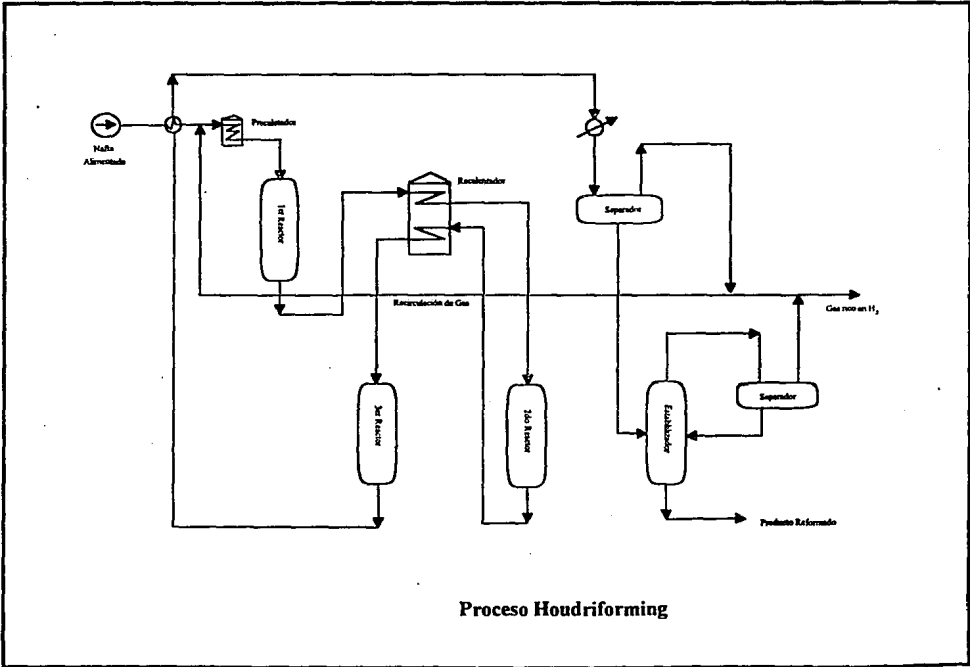 Nafta
Alimentada
Precalentador
1er Reactor
Recalentador
Separador
Recirculación de Gas
Gas rico en H2
3er Reactor
2do Reactor
Estabilizador
Separador
Producto Reformado
Proceso Houdriforming